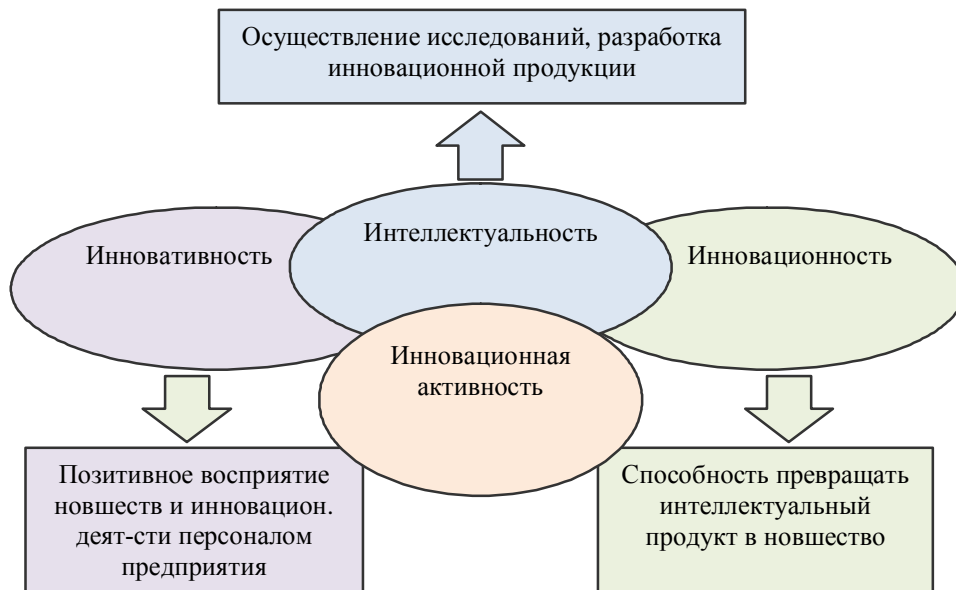 Осуществление исследований, разработка
инновационной продукции
Инновативность
Интеллектуальность
Инновационность
Инновационная
активность
Позитивное восприятие
новшеств и инновацион.
деят-сти персоналом
предприятия
Способность превращать
интеллектуальный
продукт в новшество